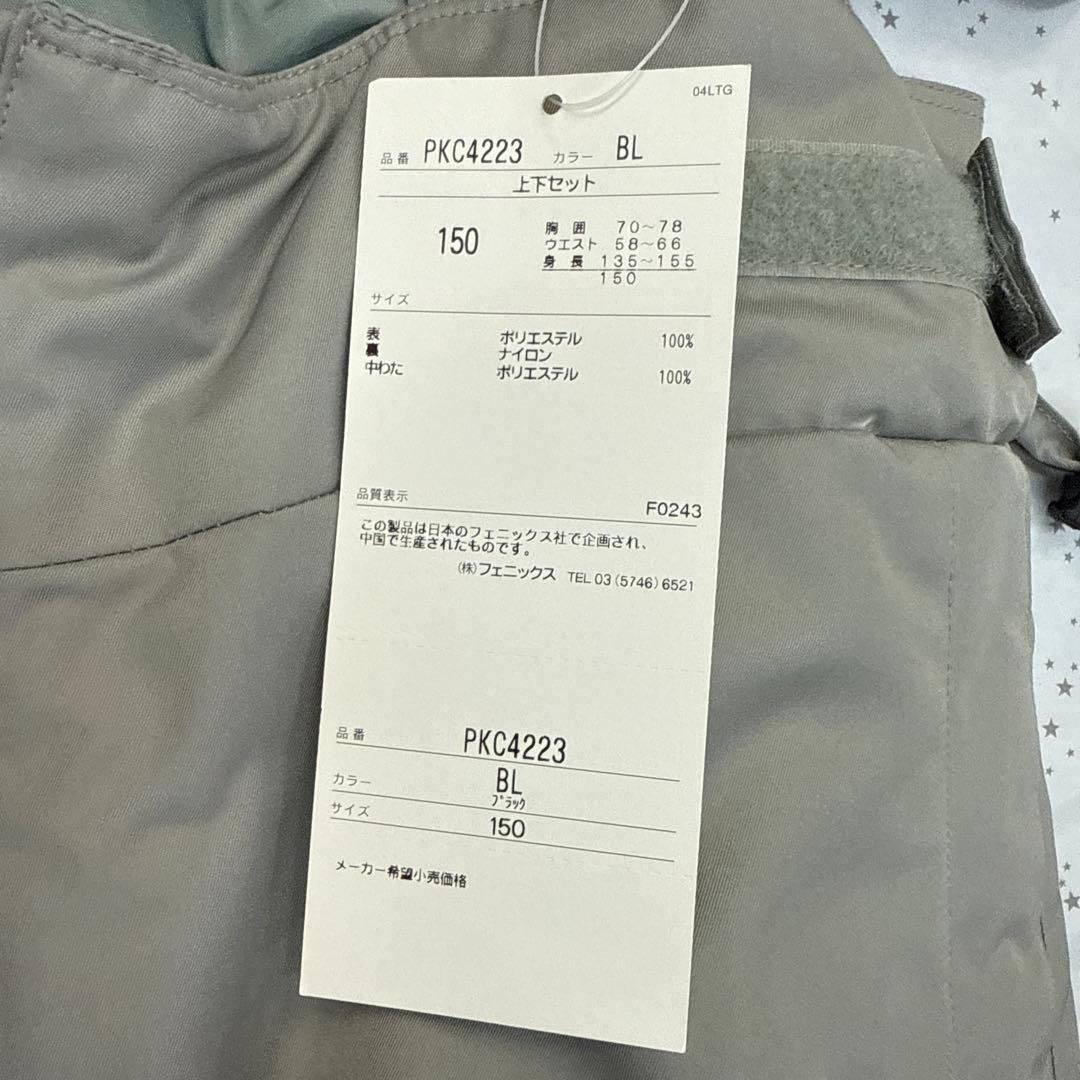 04LTG
品番 PKC4223 カラー BL
上下セット
150
胸囲 70～78
ウエスト 58～66
身長 135～155
150
サイズ
表 ポリエステル 100%
裏 ナイロン
中わた ポリエステル 100%
品質表示 F0243
この製品は日本のフェニックス社で企画され、
中国で生産されたものです。
(株)フェニックス TEL 03(5746)6521
品番 PKC4223
カラー BL
ﾌﾞﾗｯｸ
サイズ 150
メーカー希望小売価格